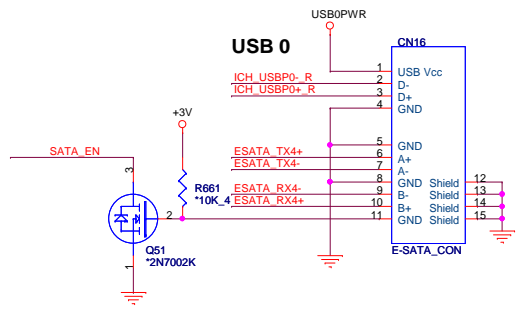 USB0PWR
USB 0
CN16
1 USB Vcc
ICH_USBP0-_R 2 D-
ICH_USBP0+_R 3 D+
4 GND
+3V
5 GND
SATA_EN
ESATA_TX4+ 6 A+
ESATA_TX4- 7 A-
8 GND Shield 12
3
R661
*10K_4
ESATA_RX4- 9 B- Shield 13
ESATA_RX4+ 10 B+ Shield 14
2
11 GND Shield 15
Q51
*2N7002K
1
E-SATA_CON